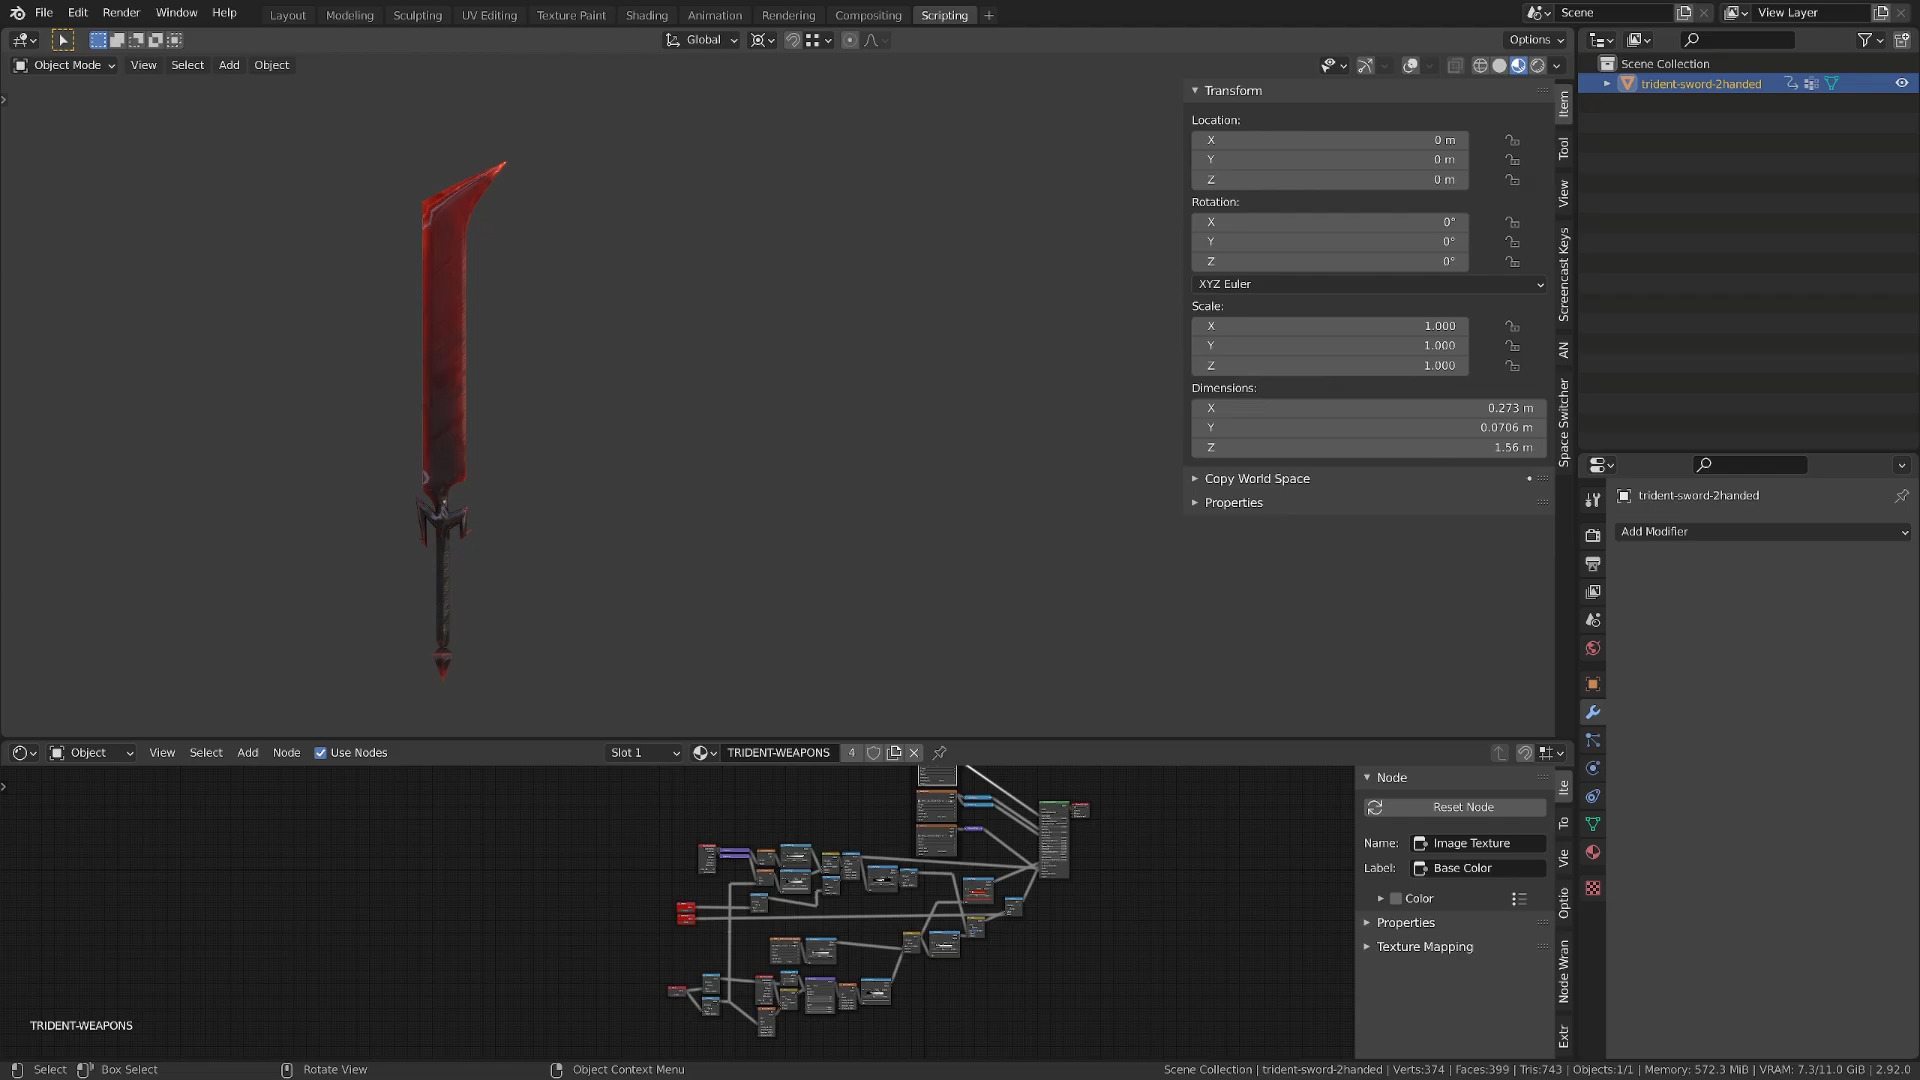 File Edit Render Window Help Layout Modeling Sculpting UV Editing Texture Paint Shading Animation Rendering Compositing Scripting + Scene View Layer
Global Options
Object Mode View Select Add Object
Scene Collection
trident-sword-2handed
Transform
Location:
X 0 m
Y 0 m
Z 0 m
Rotation:
X 0°
Y 0°
Z 0°
XYZ Euler
Scale:
X 1.000
Y 1.000
Z 1.000
Dimensions:
X 0.273 m
Y 0.0706 m
Z 1.56 m
Copy World Space
Properties
Item
Tool
View
Screencast Keys
AN
Space Switcher
trident-sword-2handed
Add Modifier
Object View Select Add Node Use Nodes Slot 1 TRIDENT-WEAPONS 4
Node
Reset Node
Name: Image Texture
Label: Base Color
Color
Properties
Texture Mapping
Ite
To
Vie
Optio
Node Wran
Extr
TRIDENT-WEAPONS
Select Box Select Rotate View Object Context Menu Scene Collection | trident-sword-2handed | Verts:374 | Faces:399 | Tris:743 | Objects:1/1 | Memory: 572.3 MiB | VRAM: 7.3/11.0 GiB | 2.92.0